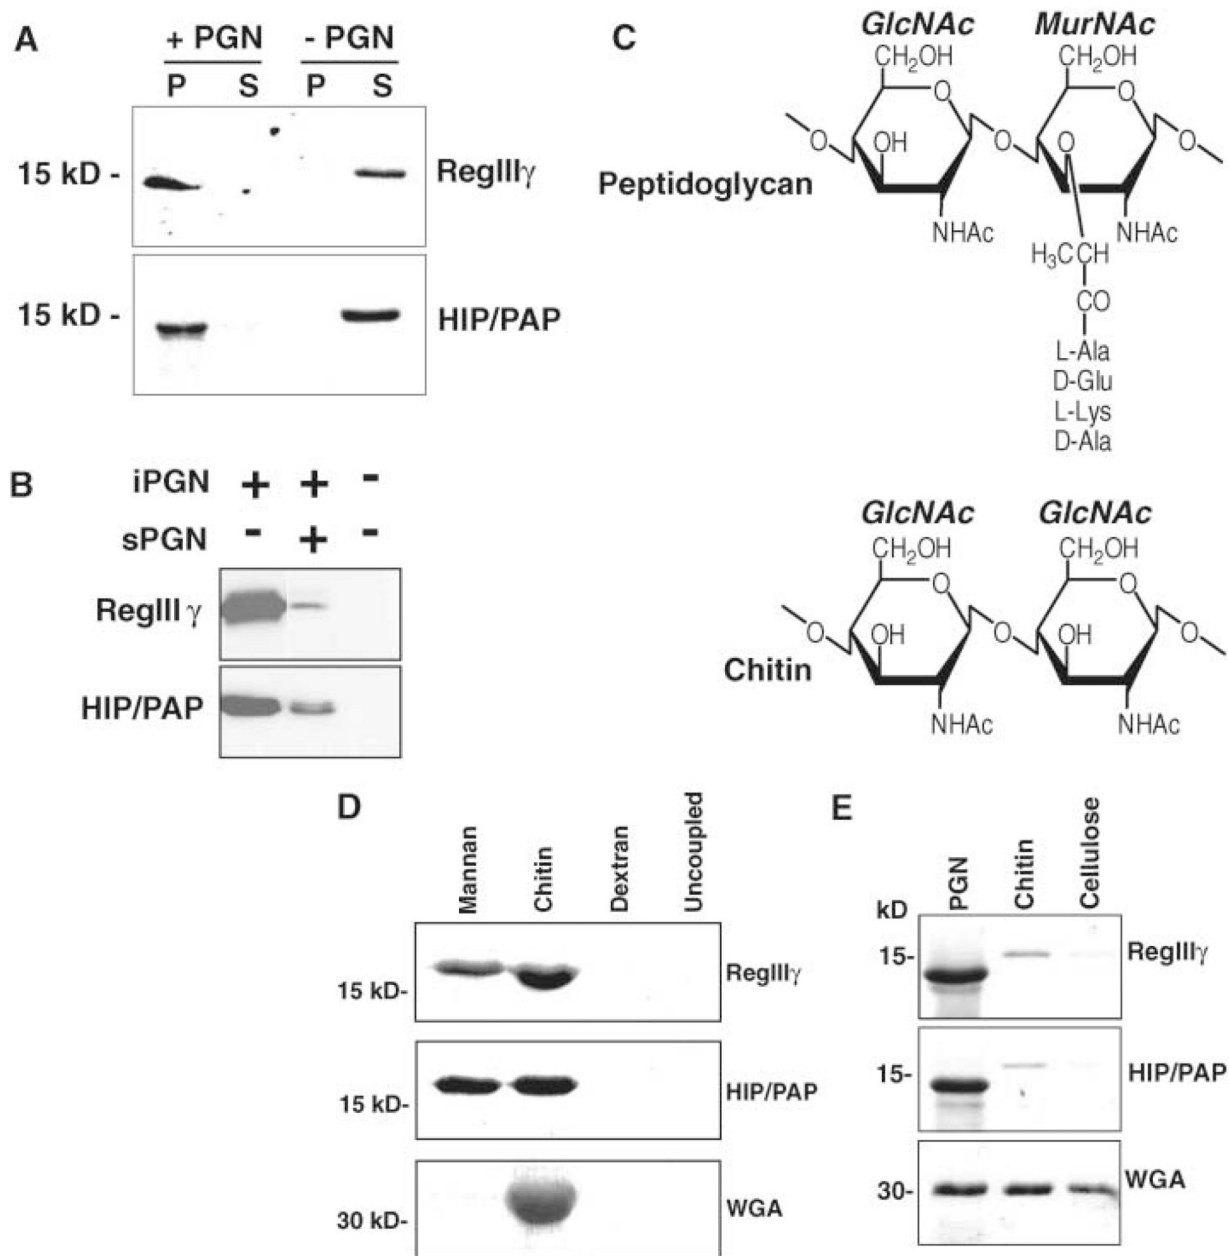 A
+ PGN - PGN
P S P S
15 kD - RegIIIγ
15 kD - HIP/PAP
B
iPGN + + -
sPGN - + -
RegIII γ
HIP/PAP
C
GlcNAc MurNAc
CH₂OH CH₂OH
O O
O OH O O O
Peptidoglycan
NHAc NHAc
H₃CCH
CO
L-Ala
D-Glu
L-Lys
D-Ala
GlcNAc GlcNAc
CH₂OH CH₂OH
O O
O OH O OH O
Chitin
NHAc NHAc
D
Mannan Chitin Dextran Uncoupled
15 kD- RegIIIγ
15 kD- HIP/PAP
30 kD- WGA
E
PGN Chitin Cellulose
kD
15- RegIIIγ
15- HIP/PAP
30- WGA